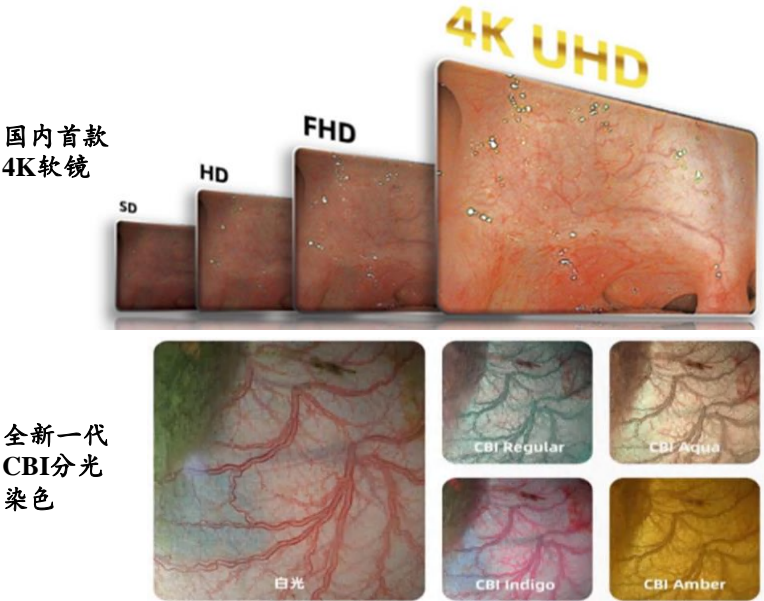 4K UHD
FHD
HD
SD
国内首款
4K软镜
全新一代
CBI分光
染色
白光
CBI Regular
CBI Aqua
CBI Indigo
CBI Amber